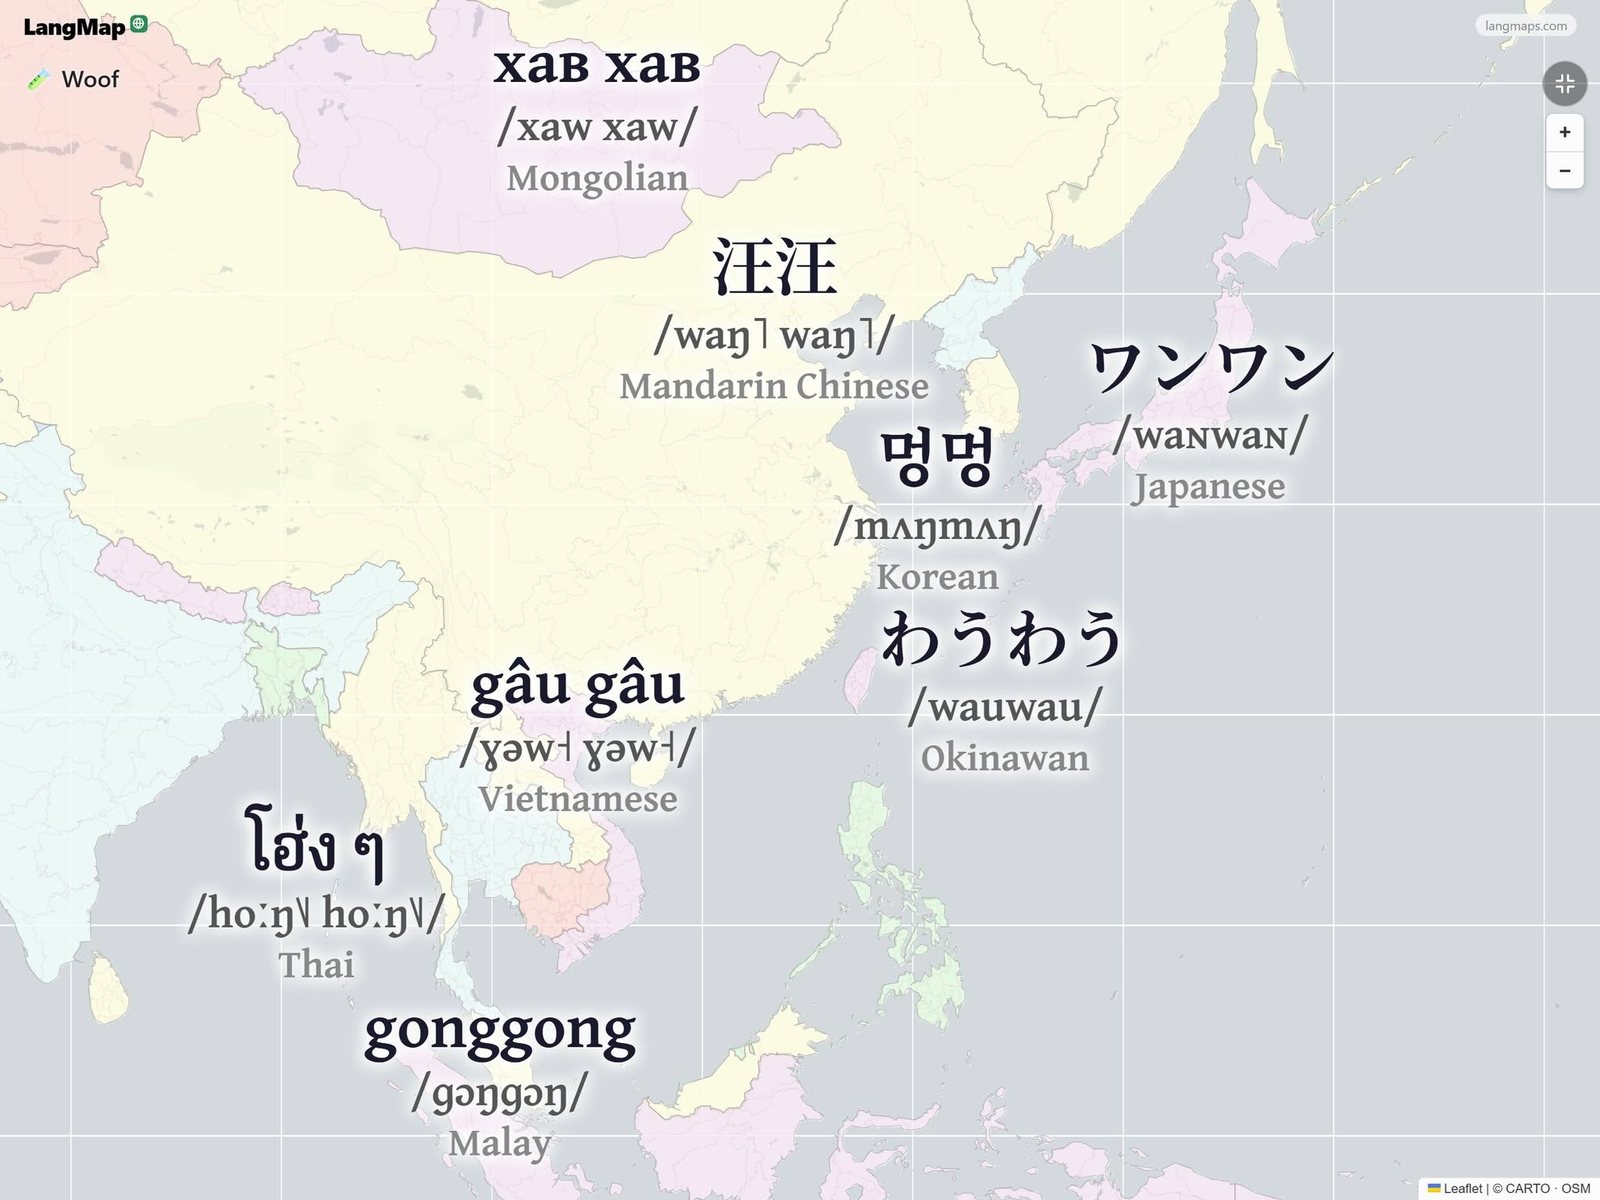 LangMap
langmaps.com
Woof
хав хав
/xaw xaw/
Mongolian
汪汪
/waŋ˥ waŋ˥/
Mandarin Chinese
ワンワン
/waɴwaɴ/
Japanese
멍멍
/mʌŋmʌŋ/
Korean
わうわう
/wauwau/
Okinawan
gâu gâu
/ɣəw˧ ɣəw˧/
Vietnamese
โฮ่ง ๆ
/hoːŋ˥˩ hoːŋ˥˩/
Thai
gonggong
/ɡɔŋɡɔŋ/
Malay
+
−
Leaflet | © CARTO · OSM